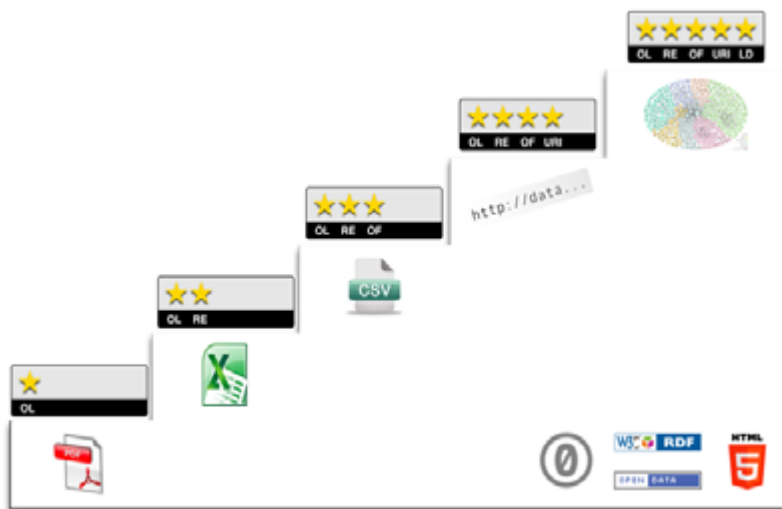 OL RE OF URI LD
OL RE OF URI
http://data...
OL RE OF
CSV
OL RE
X
OL
PDF
0
W3C RDF
OPEN DATA
HTML
5